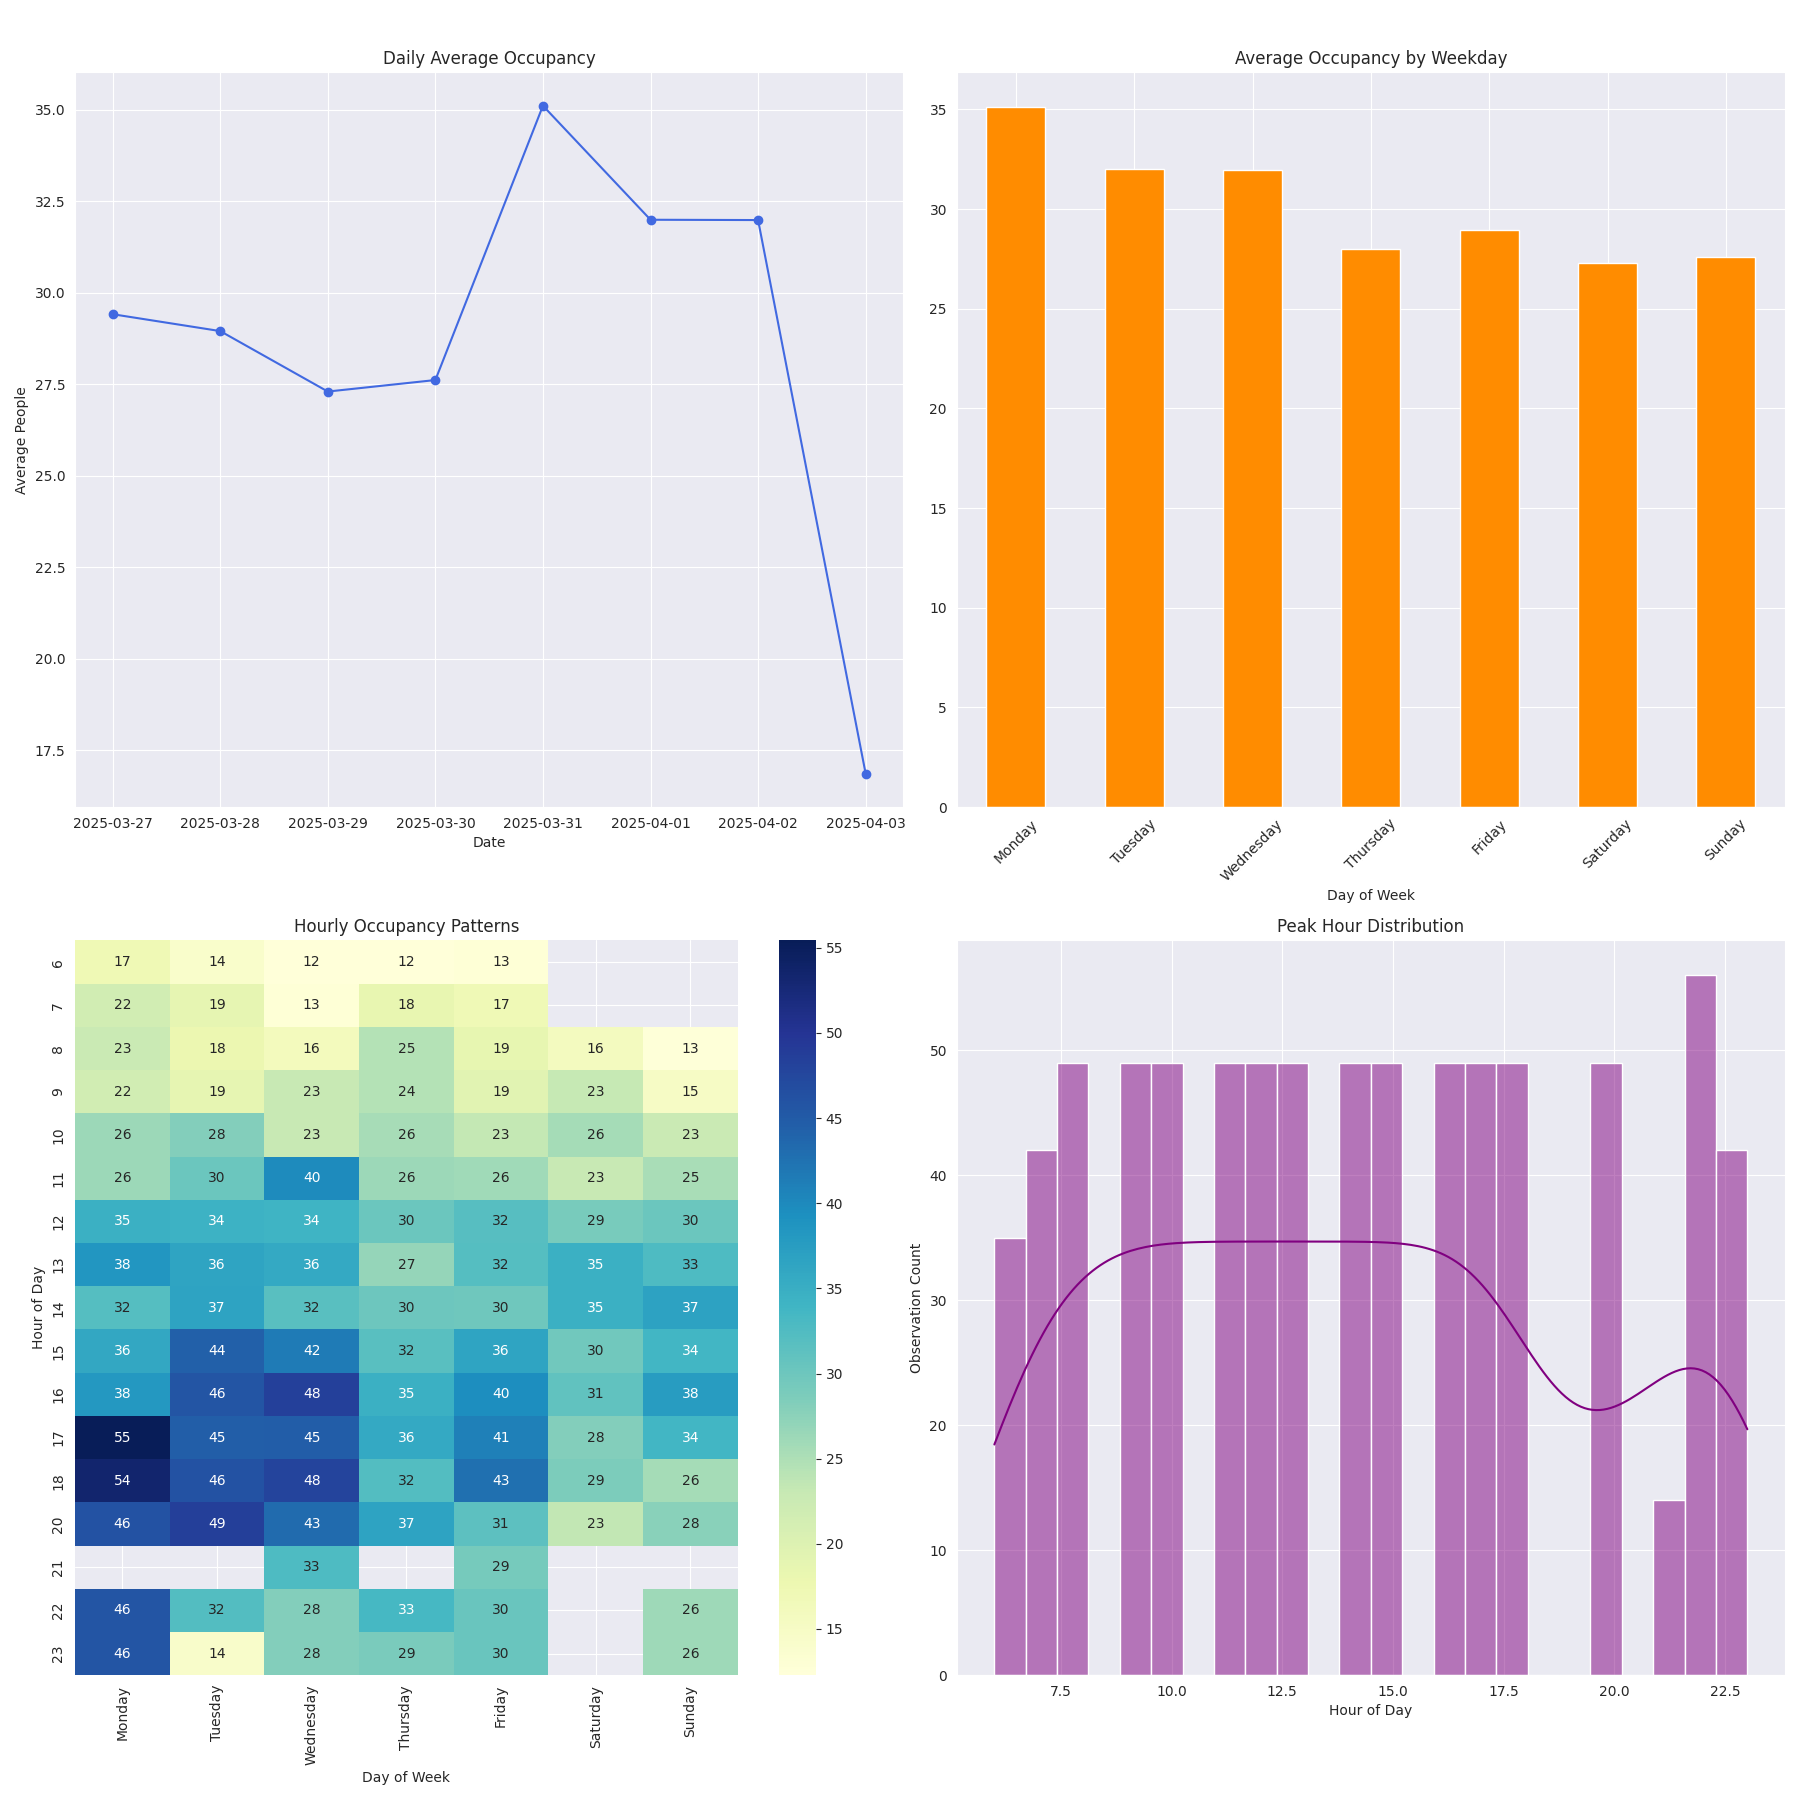 Daily Average Occupancy
35.0
32.5
30.0
27.5
25.0
22.5
20.0
17.5
Average People
2025-03-27 2025-03-28 2025-03-29 2025-03-30 2025-03-31 2025-04-01 2025-04-02 2025-04-03
Date
Average Occupancy by Weekday
35
30
25
20
15
10
5
0
Monday Tuesday Wednesday Thursday Friday Saturday Sunday
Day of Week
Hourly Occupancy Patterns
Hour of Day
6 17 14 12 12 13
7 22 19 13 18 17
8 23 18 16 25 19 16 13
9 22 19 23 24 19 23 15
10 26 28 23 26 23 26 23
11 26 30 40 26 26 23 25
12 35 34 34 30 32 29 30
13 38 36 36 27 32 35 33
14 32 37 32 30 30 35 37
15 36 44 42 32 36 30 34
16 38 46 48 35 40 31 38
17 55 45 45 36 41 28 34
18 54 46 48 32 43 29 26
20 46 49 43 37 31 23 28
21 33 29
22 46 32 28 33 30 26
23 46 14 28 29 30 26
Monday Tuesday Wednesday Thursday Friday Saturday Sunday
Day of Week
55
50
45
40
35
30
25
20
15
Peak Hour Distribution
Observation Count
50
40
30
20
10
0
7.5 10.0 12.5 15.0 17.5 20.0 22.5
Hour of Day